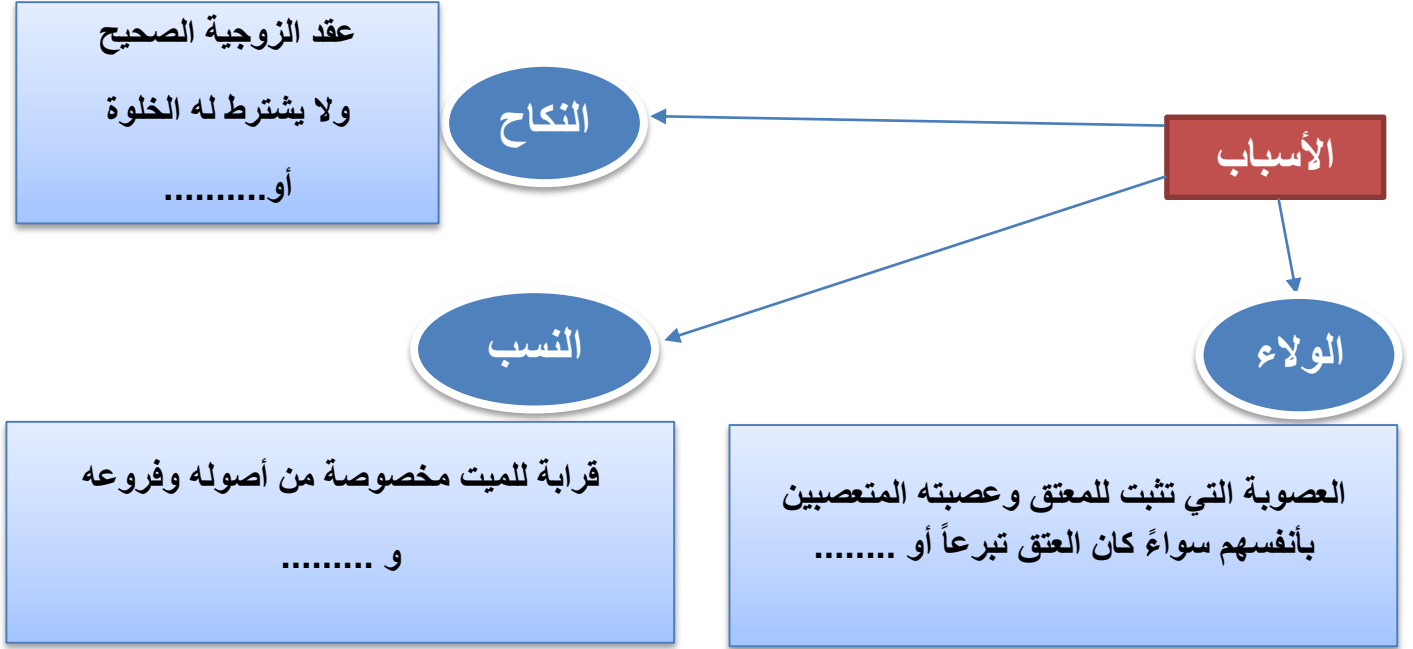 الأسباب
النكاح
عقد الزوجية الصحيح
ولا يشترط له الخلوة
أو..........
النسب
قرابة للميت مخصوصة من أصوله وفروعه
و .........
الولاء
العصوبة التي تثبت للمعتق وعصبته المتعصبين
بأنفسهم سواءً كان العتق تبرعاً أو ........